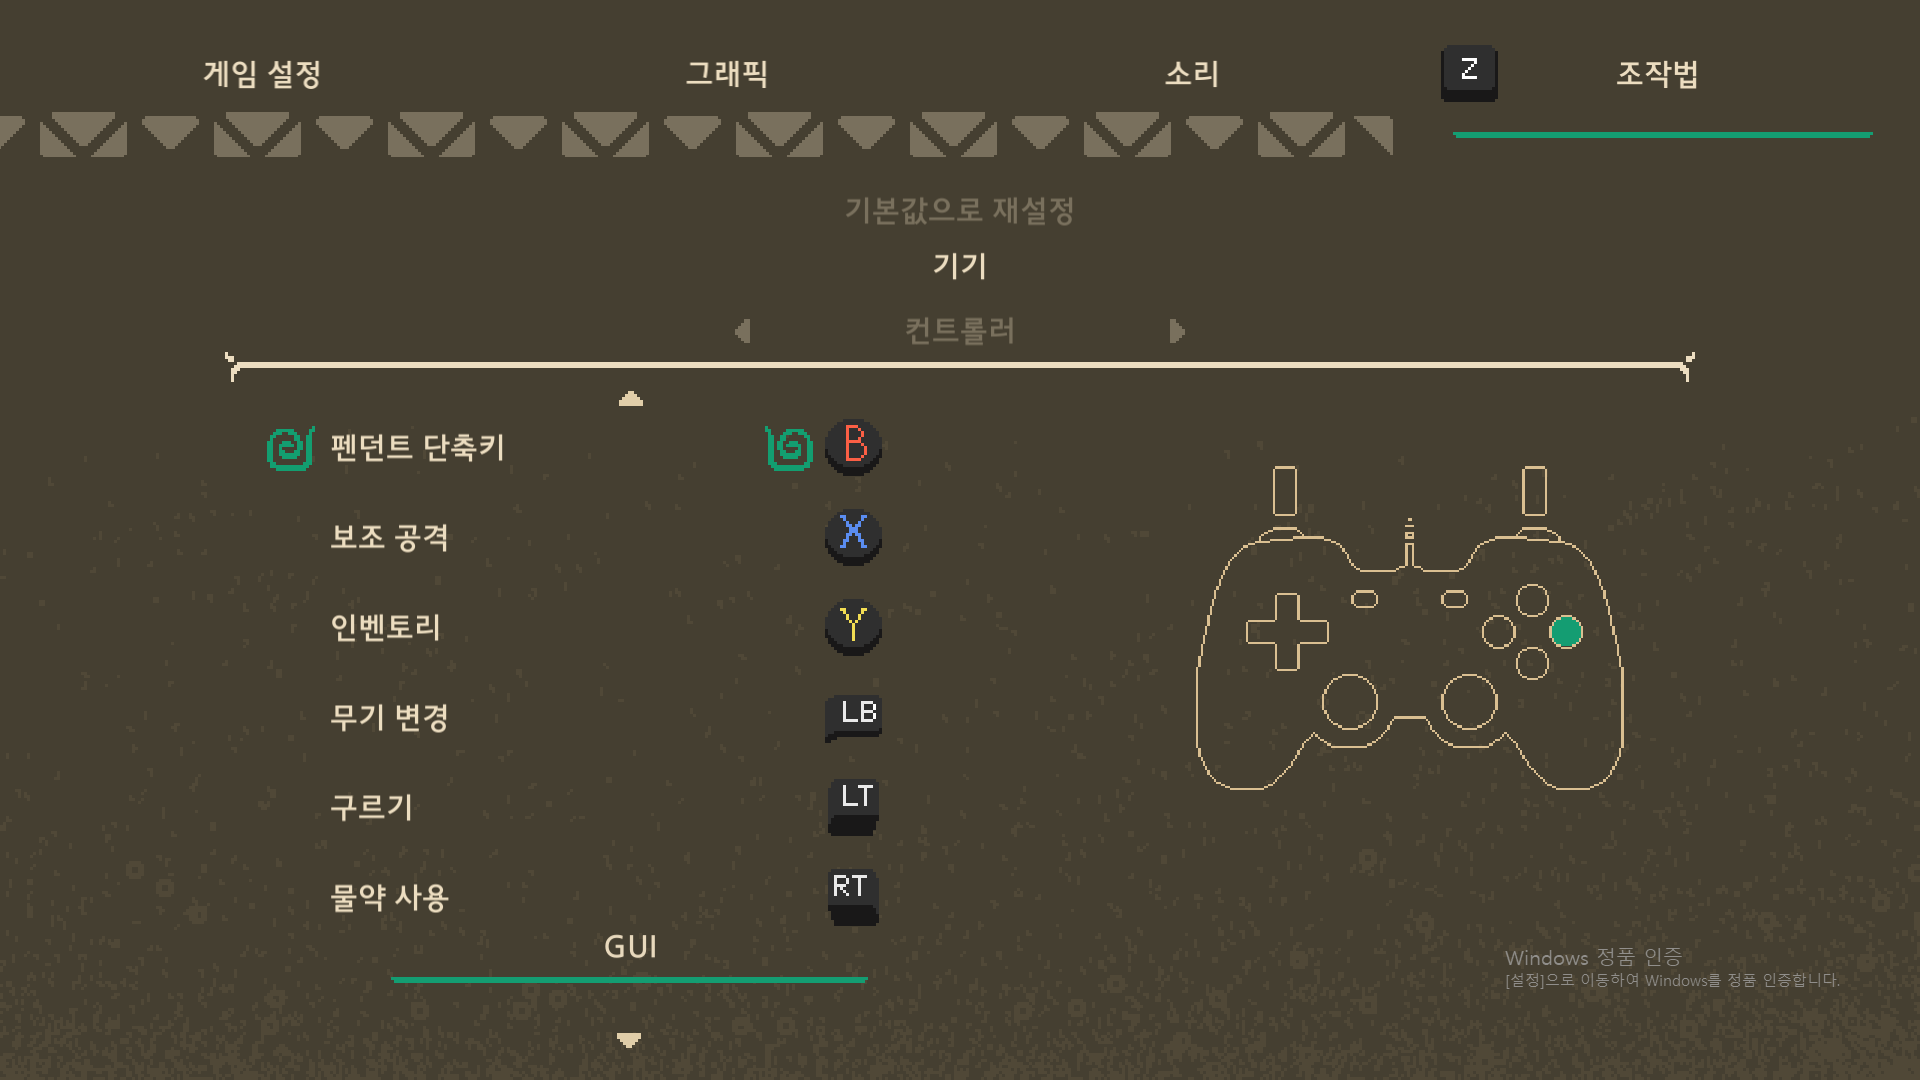 게임 설정 그래픽 소리 Z 조작법
기본값으로 재설정
기기
컨트롤러
펜던트 단축키 B
보조 공격 X
인벤토리 Y
무기 변경 LB
구르기 LT
물약 사용 RT
GUI
Windows 정품 인증
[설정]으로 이동하여 Windows를 정품 인증합니다.